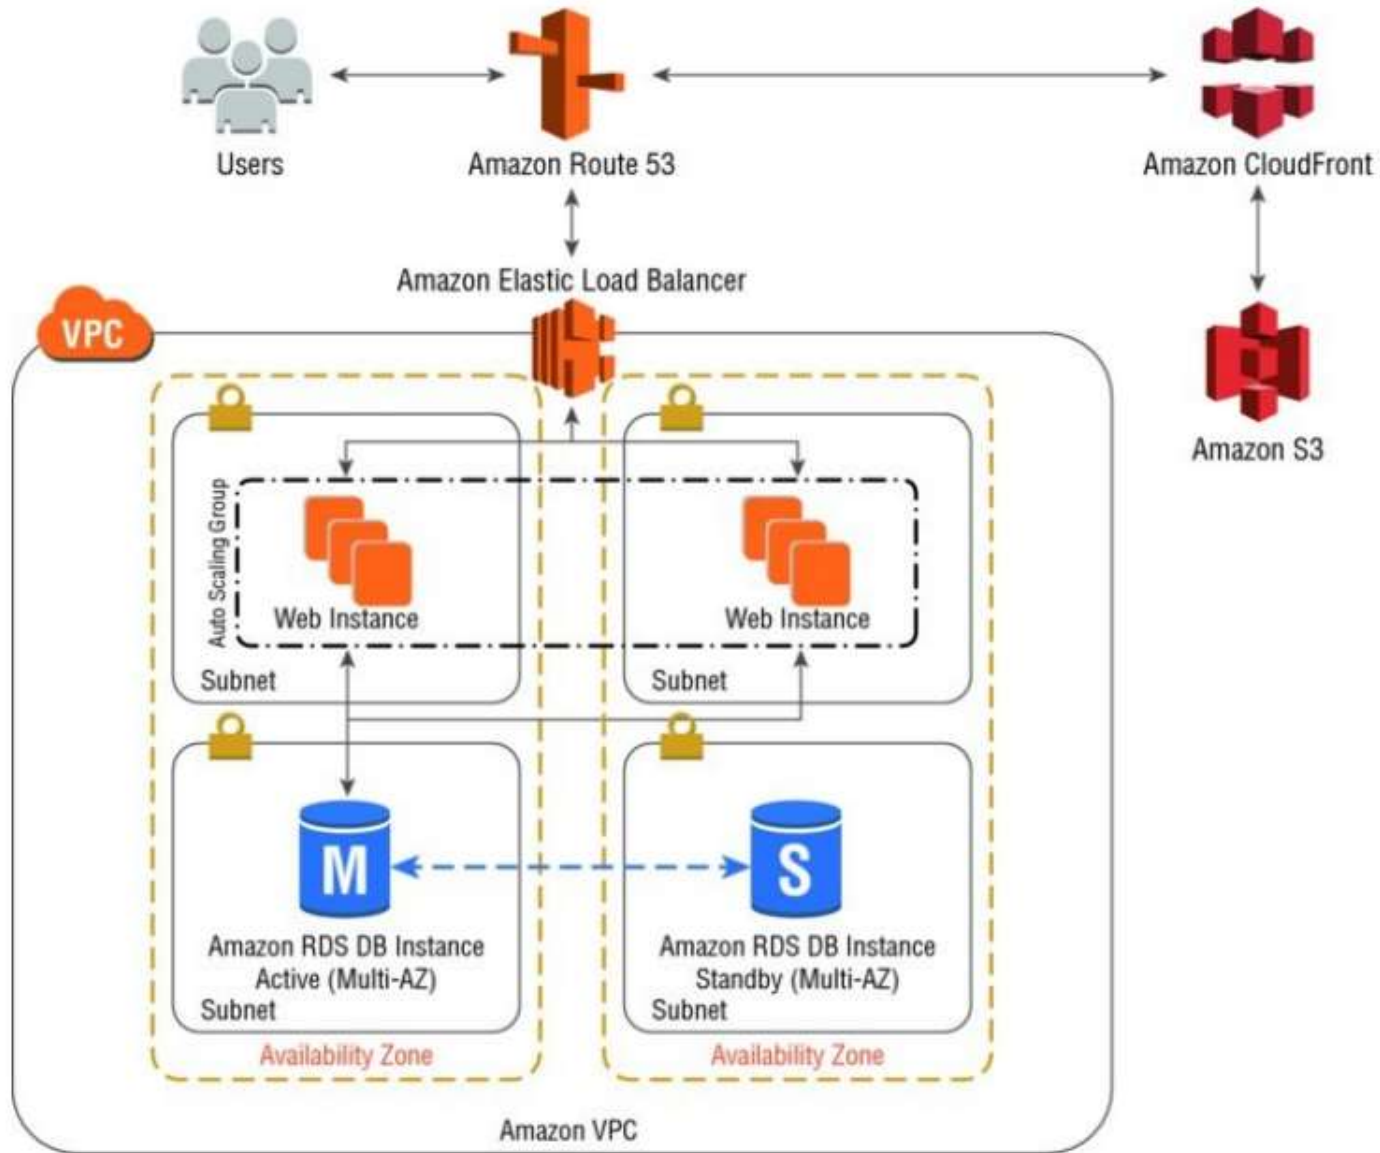 Users
Amazon Route 53
Amazon CloudFront
Amazon Elastic Load Balancer
VPC
Amazon S3
Auto Scaling Group
Web Instance
Web Instance
Subnet
Subnet
M
S
Amazon RDS DB Instance
Active (Multi-AZ)
Subnet
Amazon RDS DB Instance
Standby (Multi-AZ)
Subnet
Availability Zone
Availability Zone
Amazon VPC